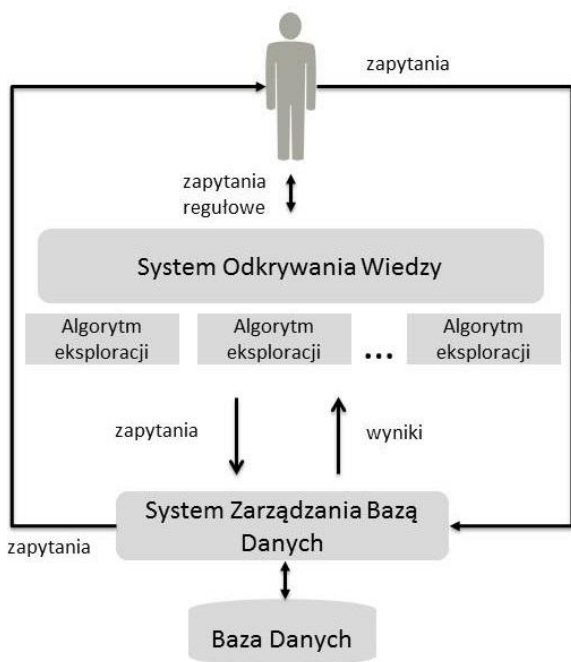 zapytania
zapytania
regułowe
System Odkrywania Wiedzy
Algorytm
eksploracji
Algorytm
eksploracji
...
Algorytm
eksploracji
zapytania
wyniki
System Zarządzania Bazą
Danych
zapytania
Baza Danych